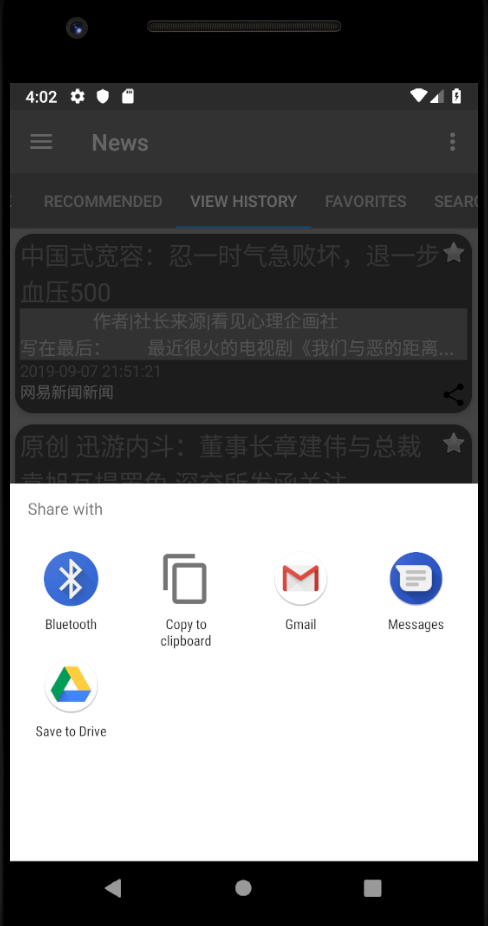 4:02
News
RECOMMENDED VIEW HISTORY FAVORITES
中国式宽容：忍一时气急败坏，退一步
血压500
作者|社长来源|看见心理企画社
写在最后： 最近很火的电视剧《我们与恶的距离...
2019-09-07 21:51:21
网易新闻新闻
原创 迅游内斗：董事长章建伟与总裁
Share with
Bluetooth
Copy to
clipboard
Gmail
Messages
Save to Drive